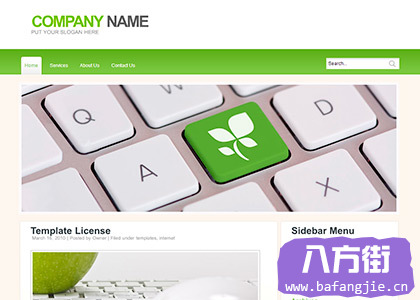 COMPANY NAME
PUT YOUR SLOGAN HERE
Home Services About Us Contact Us Search...
Q D
A X
Template License
March 16, 2010 | Posted by Owner | Filed under templates, internet
Sidebar Menu
八方街
www.bafangjie.cn